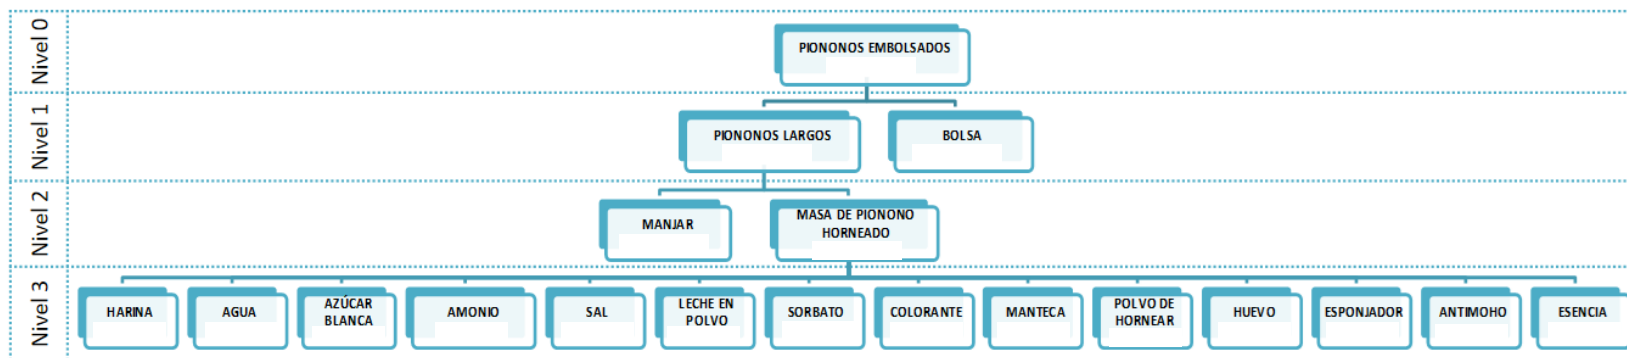 Nivel 0
PIONONOS EMBOLSADOS
Nivel 1
PIONONOS LARGOS
BOLSA
Nivel 2
MANJAR
MASA DE PIONONO
HORNEADO
Nivel 3
HARINA
AGUA
AZÚCAR
BLANCA
AMONIO
SAL
LECHE EN
POLVO
SORBATO
COLORANTE
MANTECA
POLVO DE
HORNEAR
HUEVO
ESPONJADOR
ANTIMOHO
ESENCIA